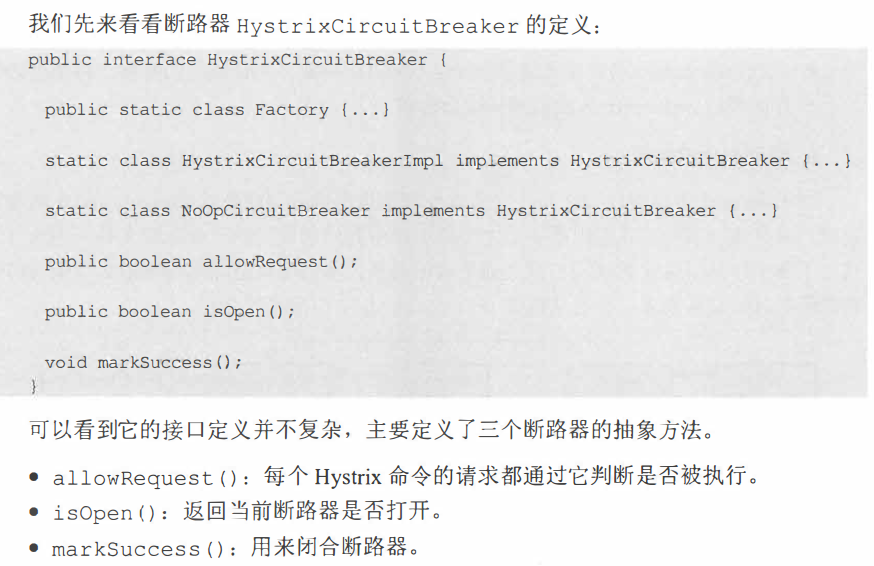 我们先来看看断路器 HystrixCircuitBreaker 的定义：
public interface HystrixCircuitBreaker {
public static class Factory {...}
static class HystrixCircuitBreakerImpl implements HystrixCircuitBreaker {...}
static class NoOpCircuitBreaker implements HystrixCircuitBreaker {...}
public boolean allowRequest();
public boolean isOpen();
void markSuccess();
}
可以看到它的接口定义并不复杂，主要定义了三个断路器的抽象方法。
● allowRequest()：每个 Hystrix 命令的请求都通过它判断是否被执行。
● isOpen()：返回当前断路器是否打开。
● markSuccess()：用来闭合断路器。